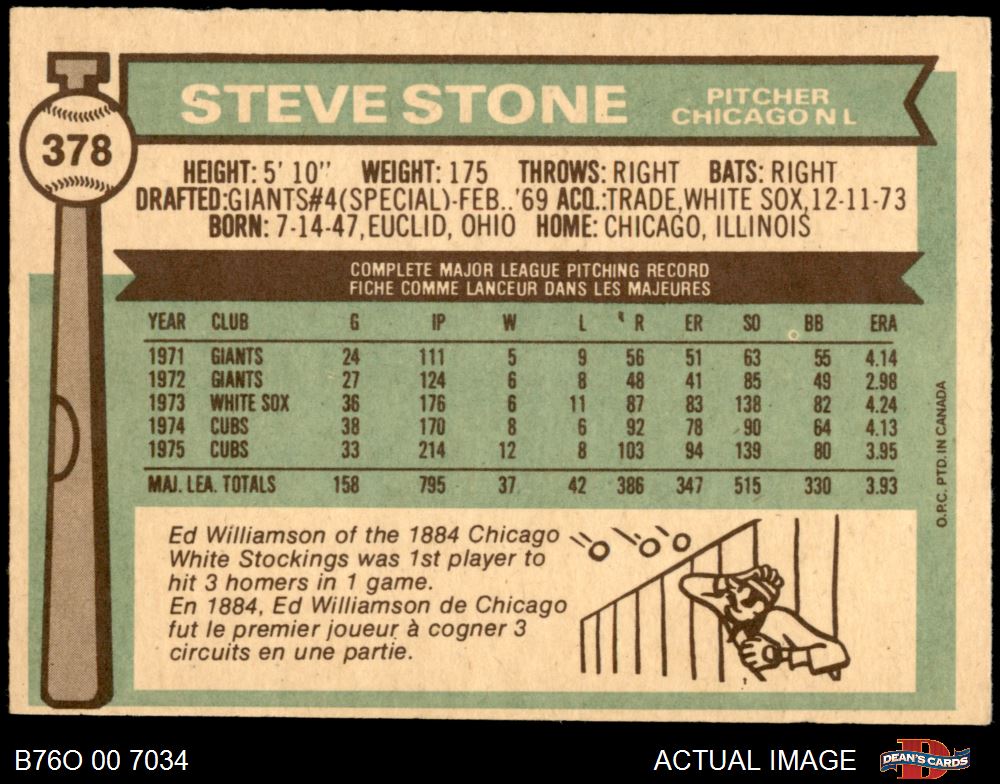 378
STEVE STONE
PITCHER
CHICAGO N L
HEIGHT: 5' 10" WEIGHT: 175 THROWS: RIGHT BATS: RIGHT
DRAFTED:GIANTS#4(SPECIAL)-FEB..'69 ACQ.:TRADE,WHITE SOX,12-11-73
BORN: 7-14-47, EUCLID, OHIO HOME: CHICAGO, ILLINOIS
COMPLETE MAJOR LEAGUE PITCHING RECORD
FICHE COMME LANCEUR DANS LES MAJEURES
YEAR CLUB G IP W L R ER SO BB ERA
1971 GIANTS 24 111 5 9 56 51 63 55 4.14
1972 GIANTS 27 124 6 8 48 41 85 49 2.98
1973 WHITE SOX 36 176 6 11 87 83 138 82 4.24
1974 CUBS 38 170 8 6 92 78 90 64 4.13
1975 CUBS 33 214 12 8 103 94 139 80 3.95
MAJ. LEA. TOTALS 158 795 37 42 386 347 515 330 3.93
O.P.C. PTD. IN CANADA
Ed Williamson of the 1884 Chicago
White Stockings was 1st player to
hit 3 homers in 1 game.
En 1884, Ed Williamson de Chicago
fut le premier joueur à cogner 3
circuits en une partie.
B76O 00 7034
ACTUAL IMAGE
DEAN'S CARDS